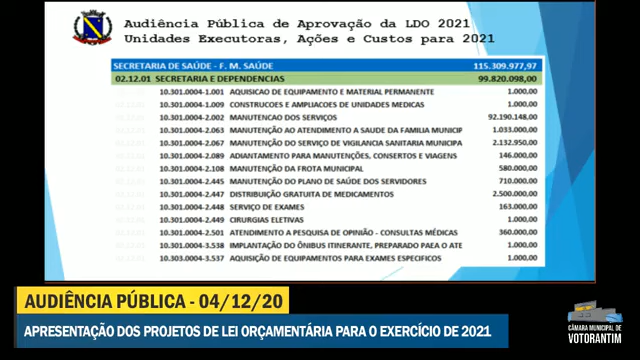 Audiência Pública de Aprovação da LDO 2021
Unidades Executoras, Ações e Custos para 2021
SECRETARIA DE SAÚDE - F. M. SAÚDE 115.309.977,97
02.12.01 SECRETARIA E DEPENDENCIAS 99.820.098,00
10.301.0004-1.001 AQUISICAO DE EQUIPAMENTO E MATERIAL PERMANENTE 1.000,00
10.301.0004-1.009 CONSTRUCOES E AMPLIACOES DE UNIDADES MEDICAS 1.000,00
10.301.0004-2.002 MANUTENCAO DOS SERVIÇOS 92.190.148,00
10.301.0004-2.063 MANUTENÇÃO AO ATENDIMENTO A SAUDE DA FAMILIA MUNICIP 1.033.000,00
10.301.0004-2.067 MANUTENÇÃO DO SERVIÇO DE VIGILANCIA SANITARIA MUNICIPA 2.132.950,00
10.301.0004-2.089 ADIANTAMENTO PARA MANUTENÇÕES, CONSERTOS E VIAGENS 146.000,00
10.301.0004-2.108 MANUTENÇÃO DA FROTA MUNICIPAL 580.000,00
10.301.0004-2.445 MANUTENÇÃO DO PLANO DE SAÚDE DOS SERVIDORES 710.000,00
10.301.0004-2.447 DISTRIBUIÇÃO GRATUITA DE MEDICAMENTOS 2.500.000,00
10.301.0004-2.448 SERVIÇO DE EXAMES 163.000,00
10.301.0004-2.449 CIRURGIAS ELETIVAS 1.000,00
10.301.0004-2.501 ATENDIMENTO A PESQUISA DE OPINIÃO - CONSULTAS MÉDICAS 360.000,00
10.301.0004-3.538 IMPLANTAÇÃO DO ÔNIBUS ITINERANTE, PREPARADO PAEA O ATE 1.000,00
10.303.0004-3.537 AQUISIÇÃO DE EQUIPAMENTOS PARA EXAMES ESPECIFICOS 1.000,00
AUDIÊNCIA PÚBLICA - 04/12/20
APRESENTAÇÃO DOS PROJETOS DE LEI ORÇAMENTÁRIA PARA O EXERCÍCIO DE 2021
CÂMARA MUNICIPAL DE
VOTORANTIM